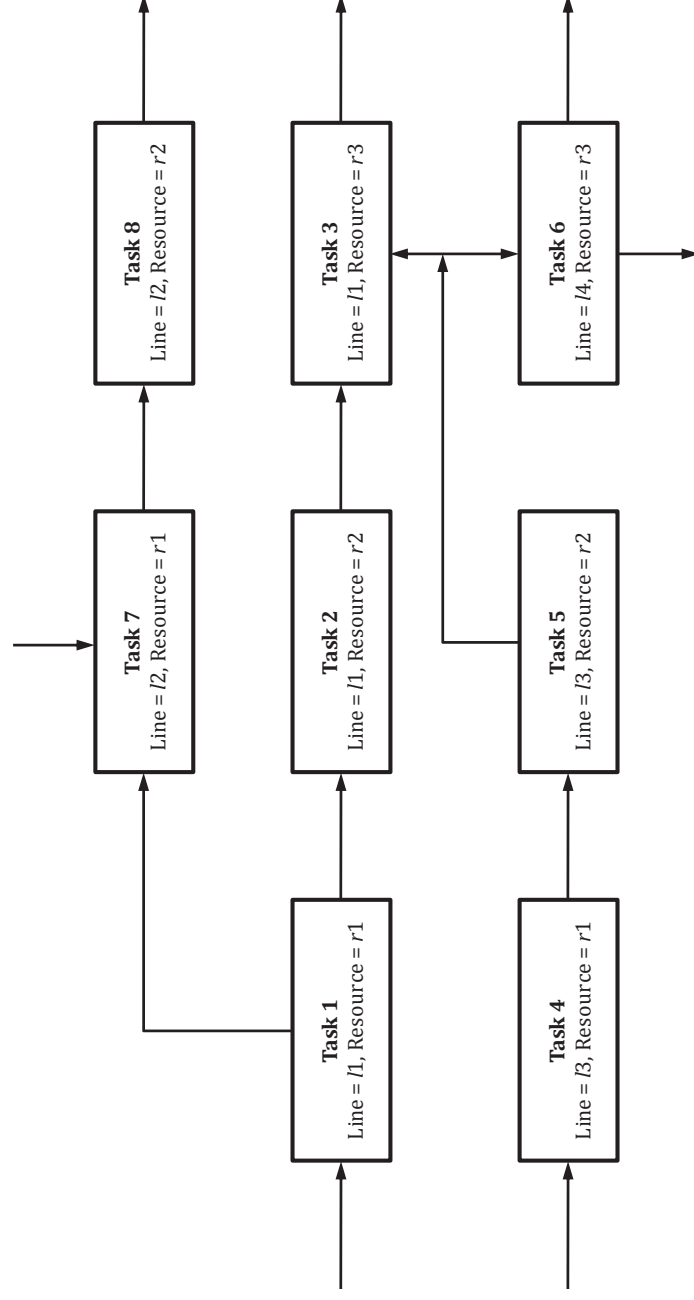 Task 1
Line = l1, Resource = r1
Task 4
Line = l3, Resource = r1
Task 7
Line = l2, Resource = r1
Task 2
Line = l1, Resource = r2
Task 5
Line = l3, Resource = r2
Task 8
Line = l2, Resource = r2
Task 3
Line = l1, Resource = r3
Task 6
Line = l4, Resource = r3